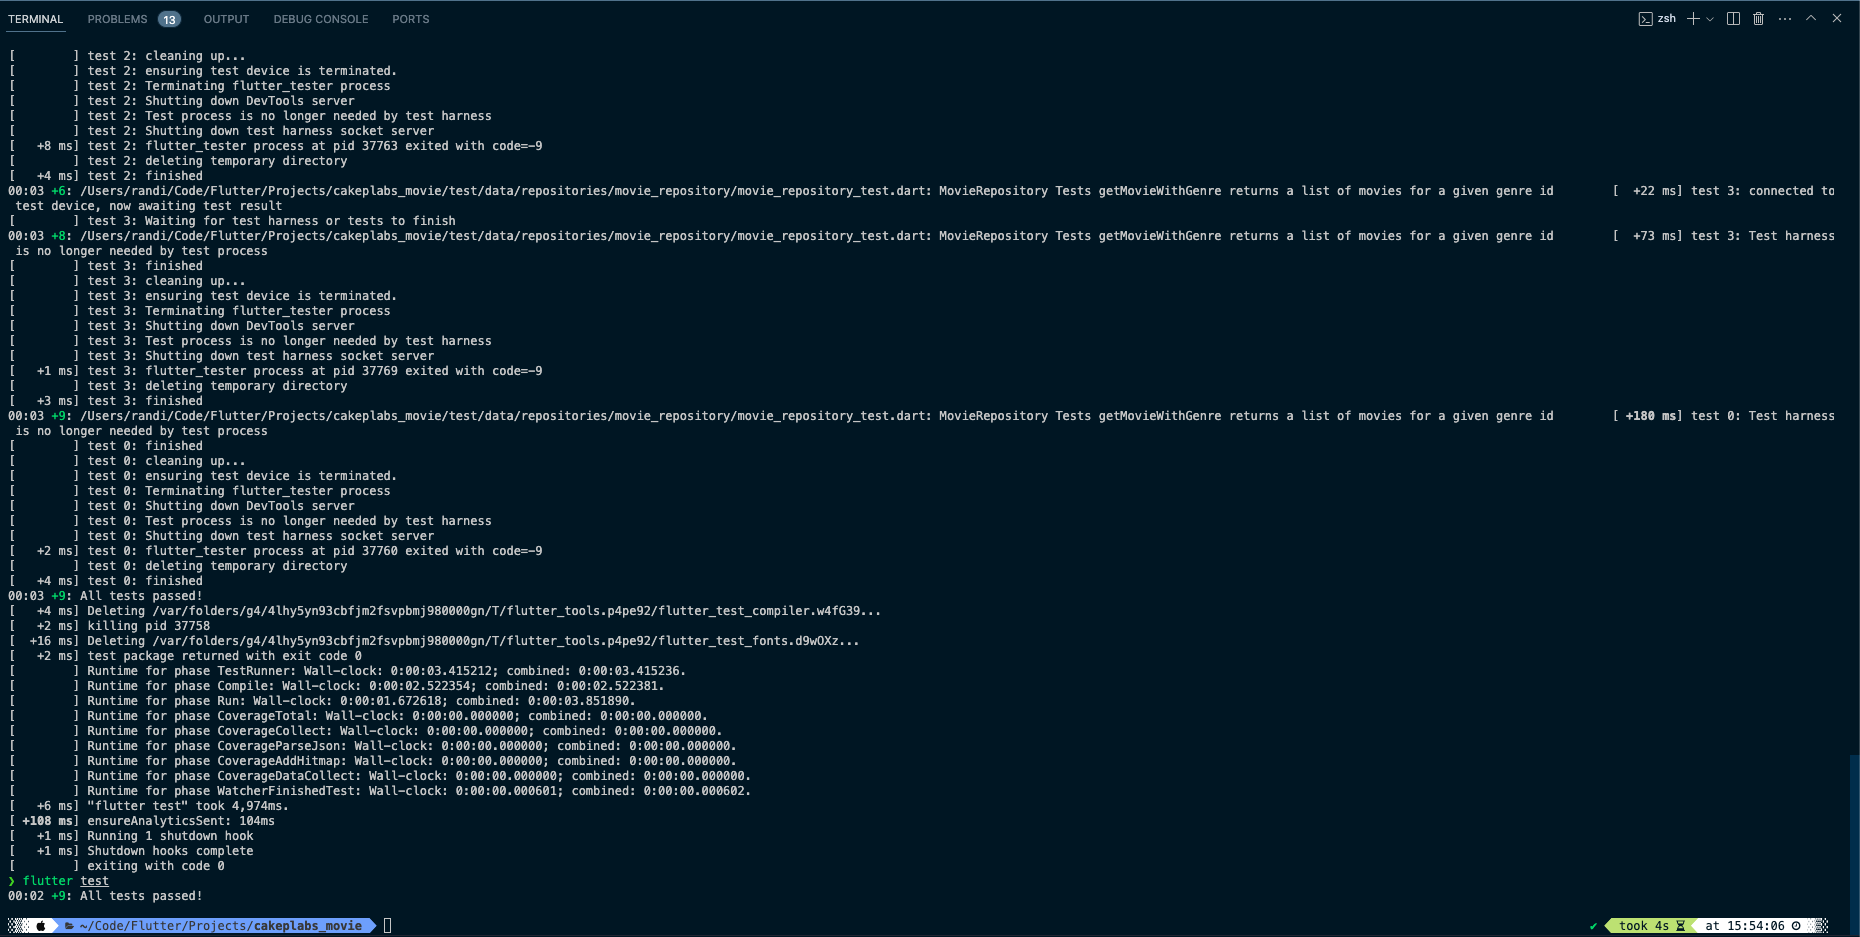 TERMINAL PROBLEMS 13 OUTPUT DEBUG CONSOLE PORTS zsh
[        ] test 2: cleaning up...
[        ] test 2: ensuring test device is terminated.
[        ] test 2: Terminating flutter_tester process
[        ] test 2: Shutting down DevTools server
[        ] test 2: Test process is no longer needed by test harness
[        ] test 2: Shutting down test harness socket server
[   +8 ms] test 2: flutter_tester process at pid 37763 exited with code=-9
[        ] test 2: deleting temporary directory
[   +4 ms] test 2: finished
00:03 +6: /Users/randi/Code/Flutter/Projects/cakeplabs_movie/test/data/repositories/movie_repository/movie_repository_test.dart: MovieRepository Tests getMovieWithGenre returns a list of movies for a given genre id        [  +22 ms] test 3: connected to
test device, now awaiting test result
[        ] test 3: Waiting for test harness or tests to finish
00:03 +8: /Users/randi/Code/Flutter/Projects/cakeplabs_movie/test/data/repositories/movie_repository/movie_repository_test.dart: MovieRepository Tests getMovieWithGenre returns a list of movies for a given genre id        [  +73 ms] test 3: Test harness
is no longer needed by test process
[        ] test 3: finished
[        ] test 3: cleaning up...
[        ] test 3: ensuring test device is terminated.
[        ] test 3: Terminating flutter_tester process
[        ] test 3: Shutting down DevTools server
[        ] test 3: Test process is no longer needed by test harness
[        ] test 3: Shutting down test harness socket server
[   +1 ms] test 3: flutter_tester process at pid 37769 exited with code=-9
[        ] test 3: deleting temporary directory
[   +3 ms] test 3: finished
00:03 +9: /Users/randi/Code/Flutter/Projects/cakeplabs_movie/test/data/repositories/movie_repository/movie_repository_test.dart: MovieRepository Tests getMovieWithGenre returns a list of movies for a given genre id        [ +180 ms] test 0: Test harness
is no longer needed by test process
[        ] test 0: finished
[        ] test 0: cleaning up...
[        ] test 0: ensuring test device is terminated.
[        ] test 0: Terminating flutter_tester process
[        ] test 0: Shutting down DevTools server
[        ] test 0: Test process is no longer needed by test harness
[        ] test 0: Shutting down test harness socket server
[   +2 ms] test 0: flutter_tester process at pid 37760 exited with code=-9
[        ] test 0: deleting temporary directory
[   +4 ms] test 0: finished
00:03 +9: All tests passed!
[   +4 ms] Deleting /var/folders/g4/4lhy5yn93cbfjm2fsvpbmj980000gn/T/flutter_tools.p4pe92/flutter_test_compiler.w4fG39...
[   +2 ms] killing pid 37758
[  +16 ms] Deleting /var/folders/g4/4lhy5yn93cbfjm2fsvpbmj980000gn/T/flutter_tools.p4pe92/flutter_test_fonts.d9wOXz...
[   +2 ms] test package returned with exit code 0
[        ] Runtime for phase TestRunner: Wall-clock: 0:00:03.415212; combined: 0:00:03.415236.
[        ] Runtime for phase Compile: Wall-clock: 0:00:02.522354; combined: 0:00:02.522381.
[        ] Runtime for phase Run: Wall-clock: 0:00:01.672618; combined: 0:00:03.851890.
[        ] Runtime for phase CoverageTotal: Wall-clock: 0:00:00.000000; combined: 0:00:00.000000.
[        ] Runtime for phase CoverageCollect: Wall-clock: 0:00:00.000000; combined: 0:00:00.000000.
[        ] Runtime for phase CoverageParseJson: Wall-clock: 0:00:00.000000; combined: 0:00:00.000000.
[        ] Runtime for phase CoverageAddHitmap: Wall-clock: 0:00:00.000000; combined: 0:00:00.000000.
[        ] Runtime for phase CoverageDataCollect: Wall-clock: 0:00:00.000000; combined: 0:00:00.000000.
[        ] Runtime for phase WatcherFinishedTest: Wall-clock: 0:00:00.000601; combined: 0:00:00.000602.
[   +6 ms] "flutter test" took 4,974ms.
[ +108 ms] ensureAnalyticsSent: 104ms
[   +1 ms] Running 1 shutdown hook
[   +1 ms] Shutdown hooks complete
[        ] exiting with code 0
❯ flutter test
00:02 +9: All tests passed!
~/Code/Flutter/Projects/cakeplabs_movie ✔ took 4s at 15:54:06